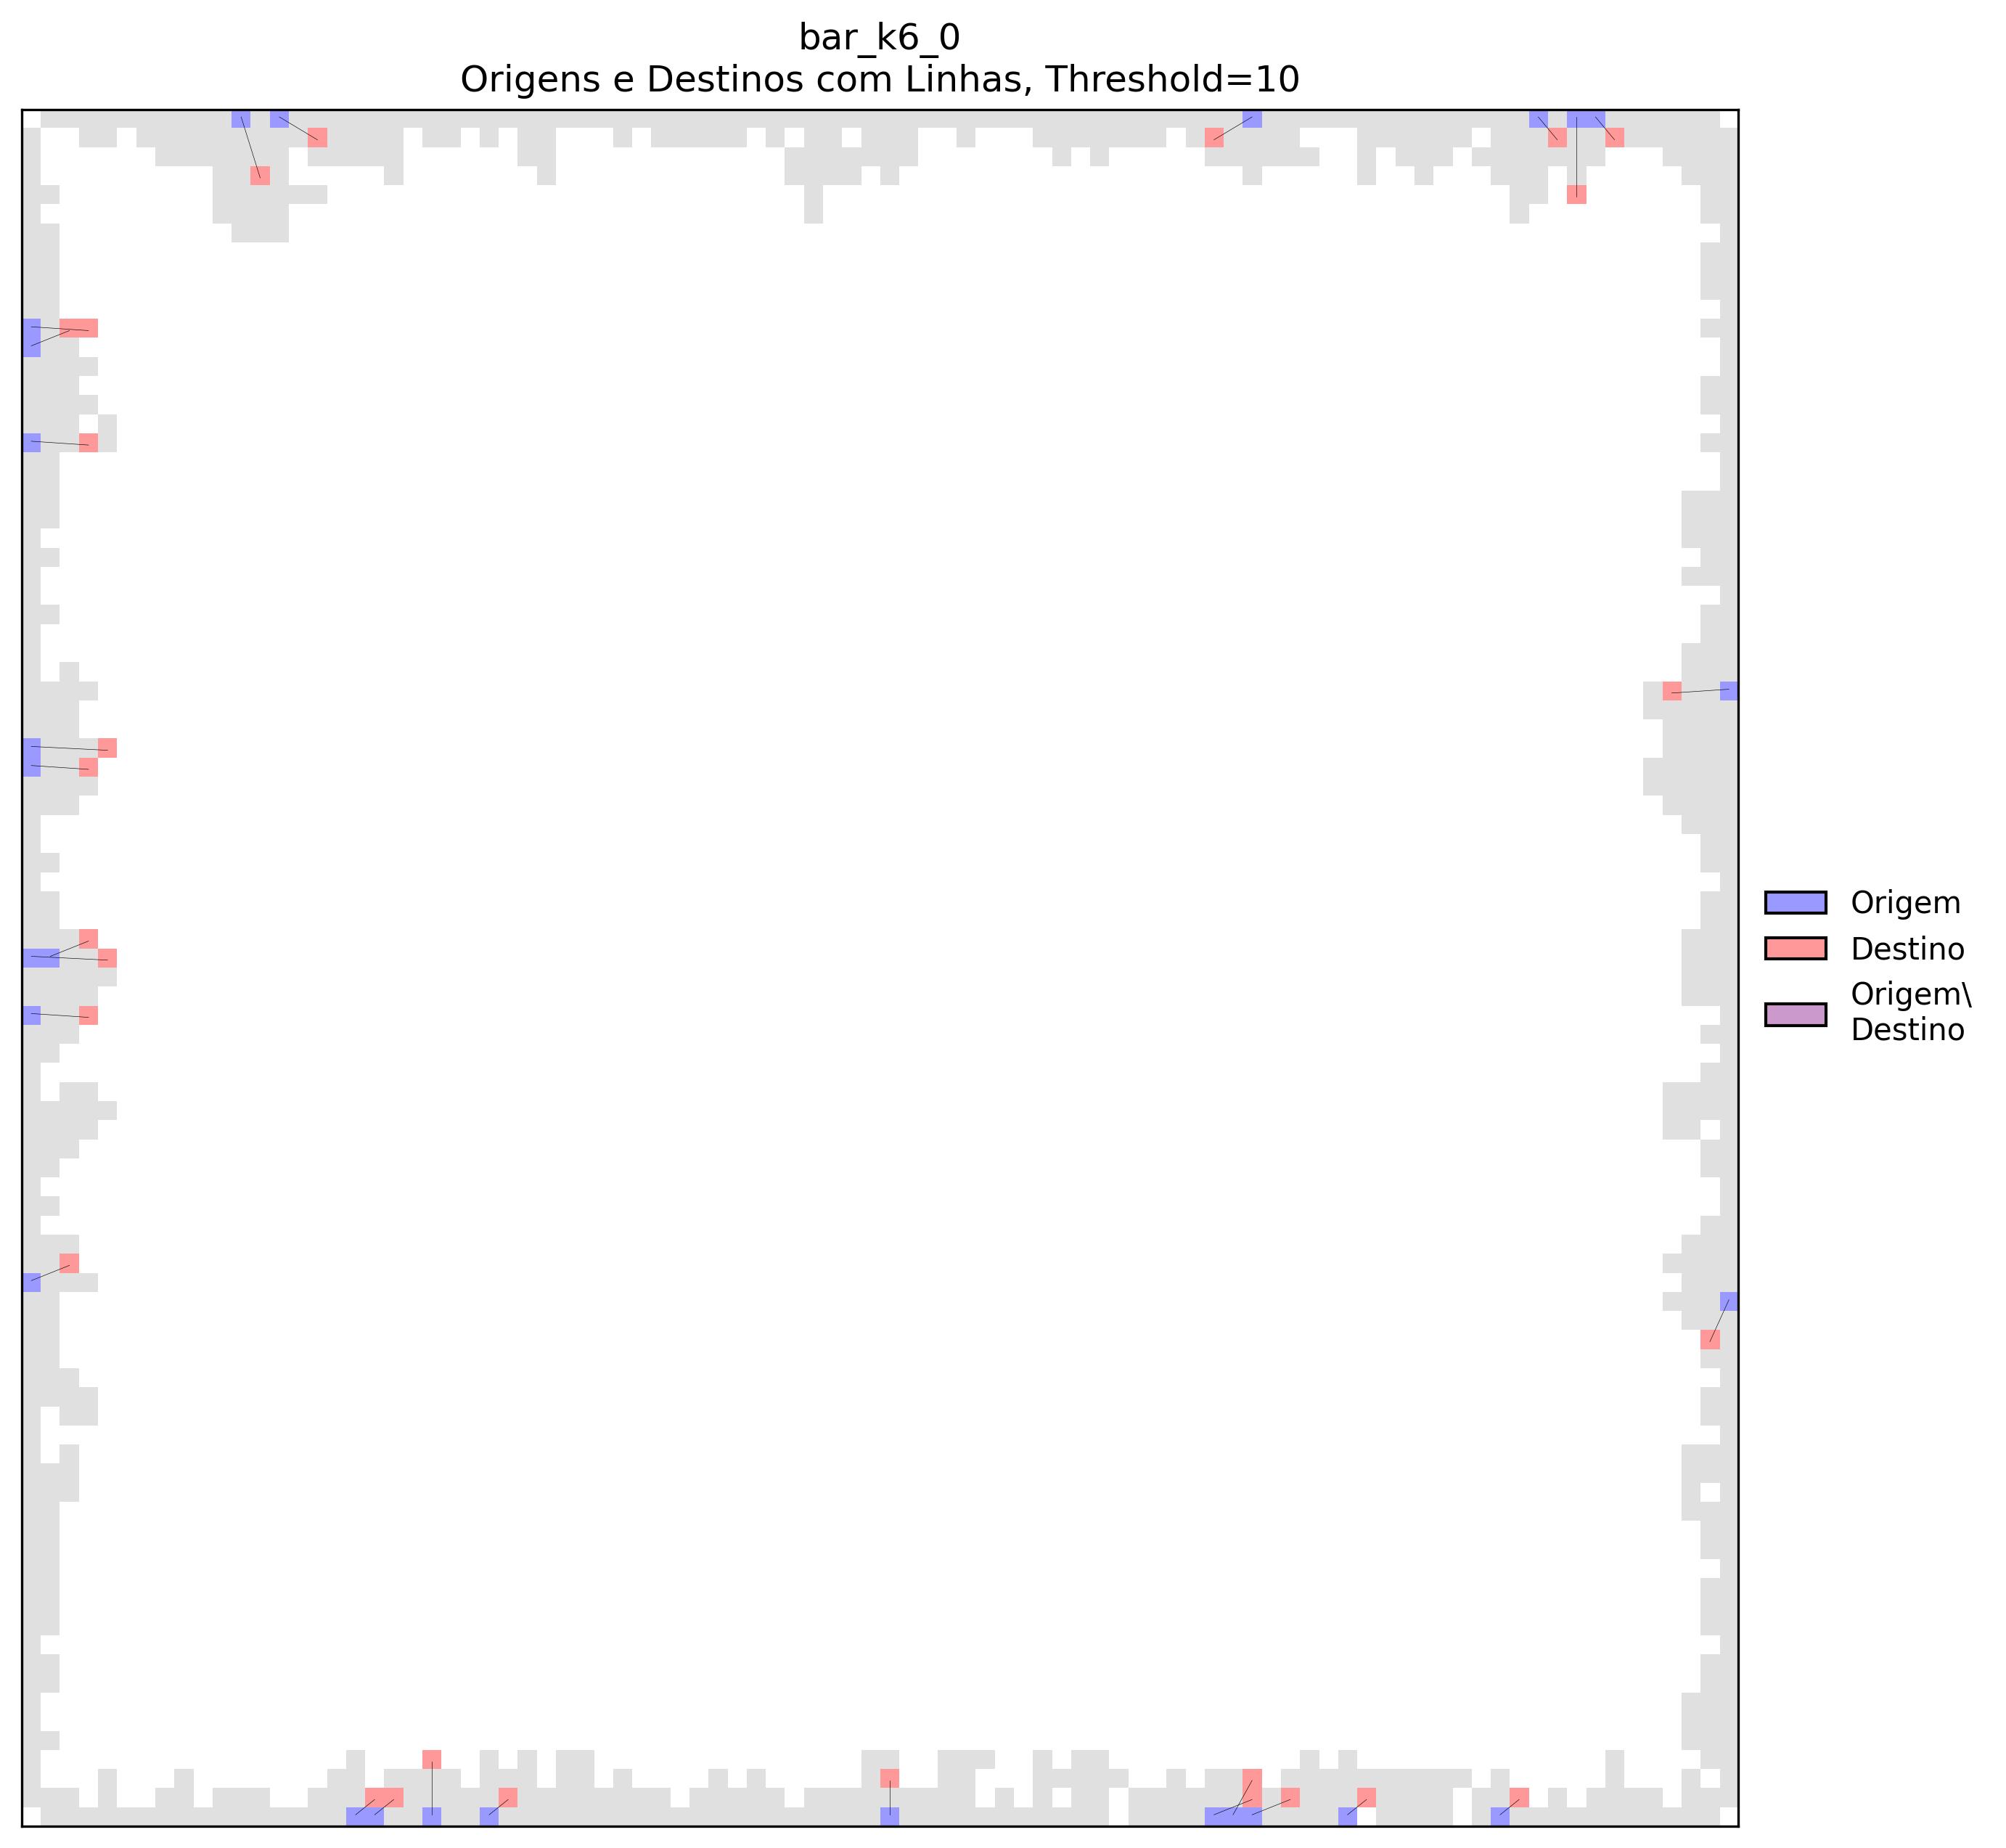 bar_k6_0
Origens e Destinos com Linhas, Threshold=10
Origem
Destino
Origem\
Destino